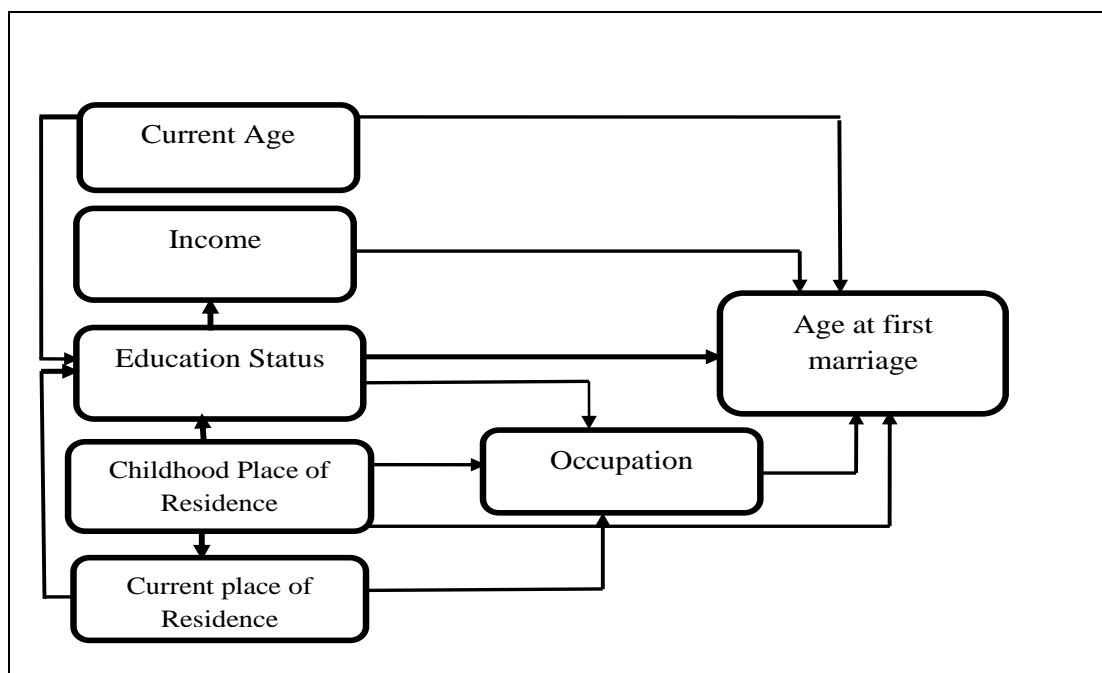 Current Age
Income
Education Status
Age at first
marriage
Childhood Place of
Residence
Occupation
Current place of
Residence